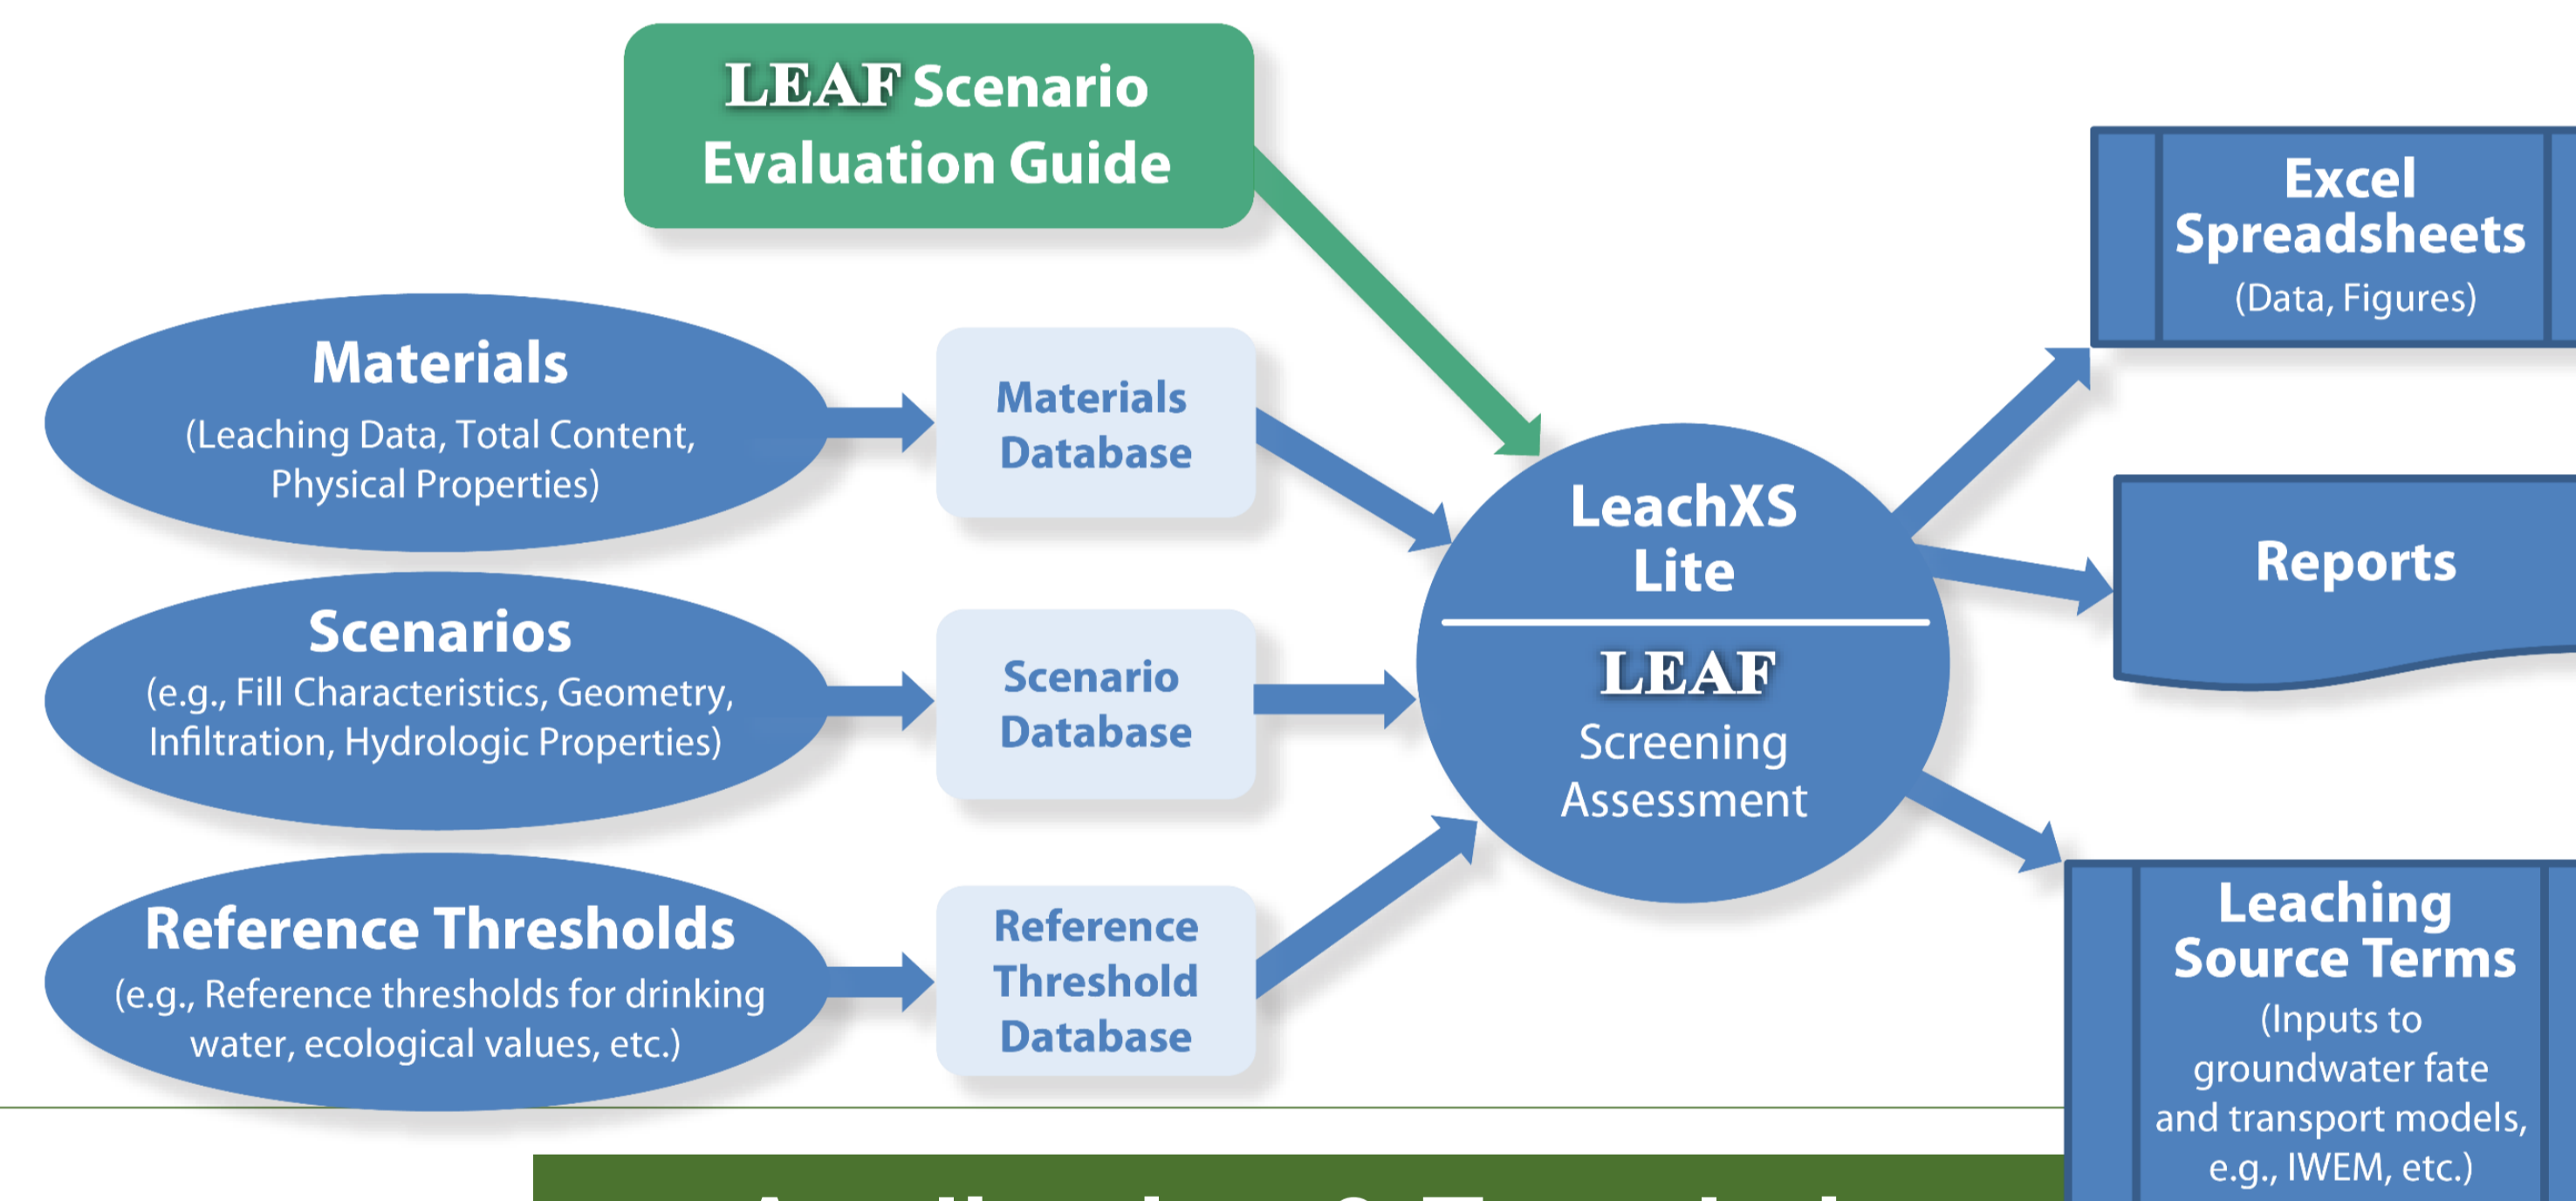 LEAF Scenario
Evaluation Guide
Materials
(Leaching Data, Total Content,
Physical Properties)
Materials
Database
Scenarios
(e.g., Fill Characteristics, Geometry,
Infiltration, Hydrologic Properties)
Scenario
Database
Reference Thresholds
(e.g., Reference thresholds for drinking
water, ecological values, etc.)
Reference
Threshold
Database
LeachXS
Lite
LEAF
Screening
Assessment
Excel
Spreadsheets
(Data, Figures)
Reports
Leaching
Source Terms
(Inputs to
groundwater fate
and transport models,
e.g., IWEM, etc.)